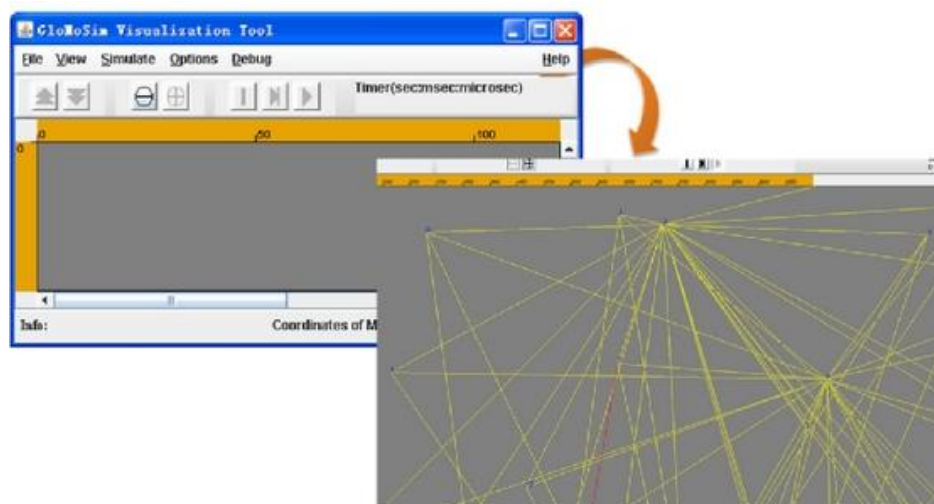 GloMoSim Visualization Tool
File View Simulate Options Debug Help
Timer(sec:msec:microsec)
0 50 100
0
Info: Coordinates of M